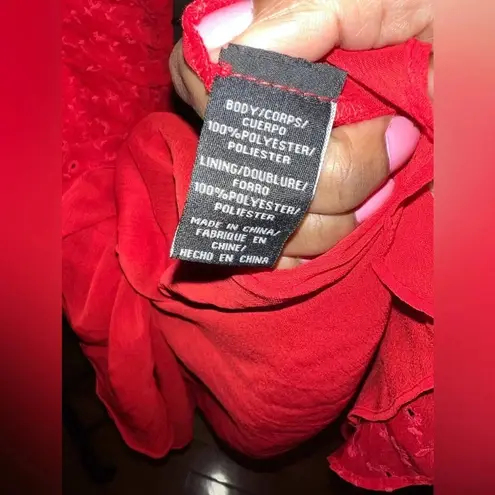 BODY/CORPS/
CUERPO
100%POLYESTER/
POLIESTER
LINING/DOUBLURE/
FORRO
100%POLYESTER/
POLIESTER
MADE IN CHINA/
FABRIQUE EN
CHINE/
HECHO EN CHINA